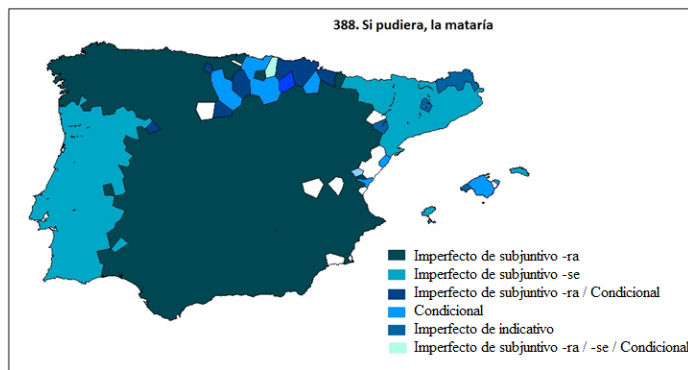 388. Si pudiera, la mataría
Imperfecto de subjuntivo -ra
Imperfecto de subjuntivo -se
Imperfecto de subjuntivo -ra / Condicional
Condicional
Imperfecto de indicativo
Imperfecto de subjuntivo -ra / -se / Condicional